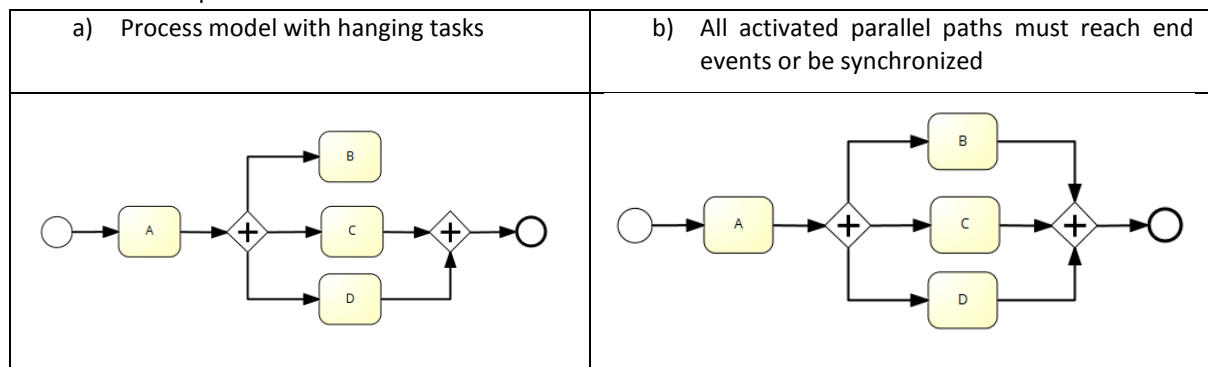 a) Process model with hanging tasks
b) All activated parallel paths must reach end
events or be synchronized
B
A
C
D
B
A
C
D